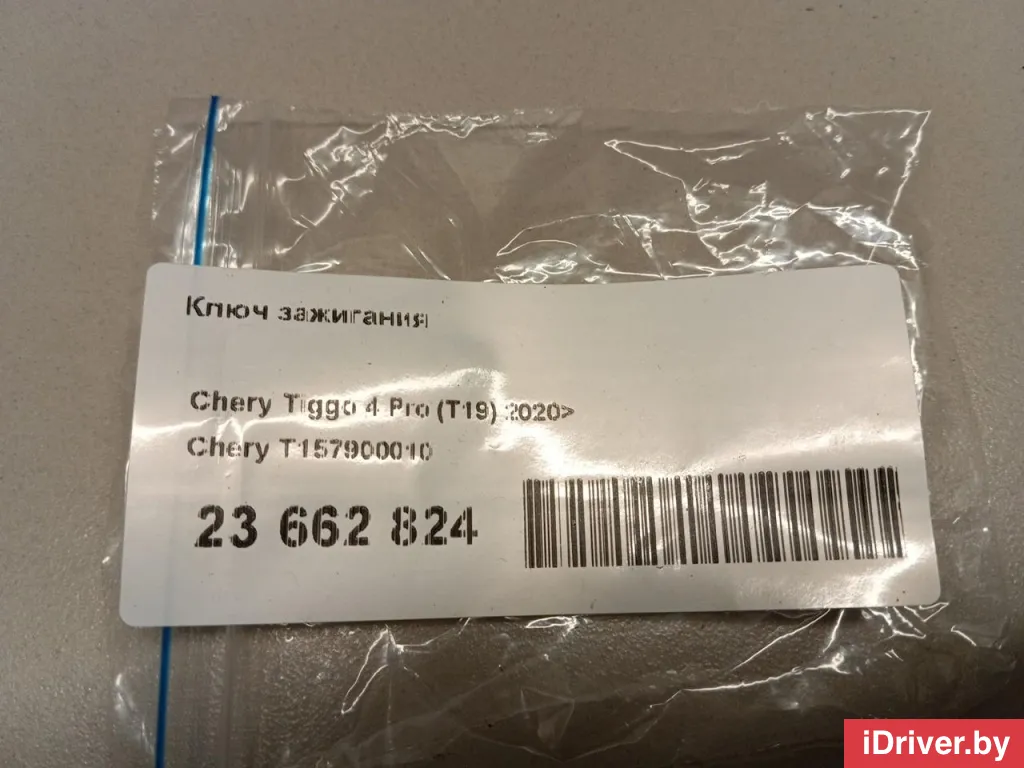 Ключ зажигания
Chery Tiggo 4 Pro (T19) 2020>
Chery T157900010
23 662 824
iDriver.by